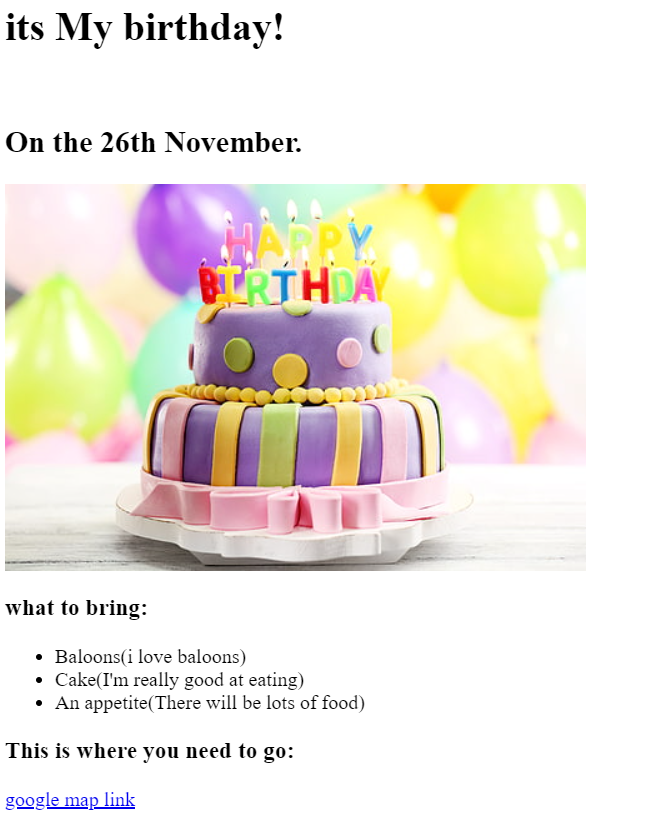 its My birthday!
On the 26th November.
HAPPY
BIRTHDAY
what to bring:
Baloons(i love baloons)
Cake(I'm really good at eating)
An appetite(There will be lots of food)
This is where you need to go:
google map link